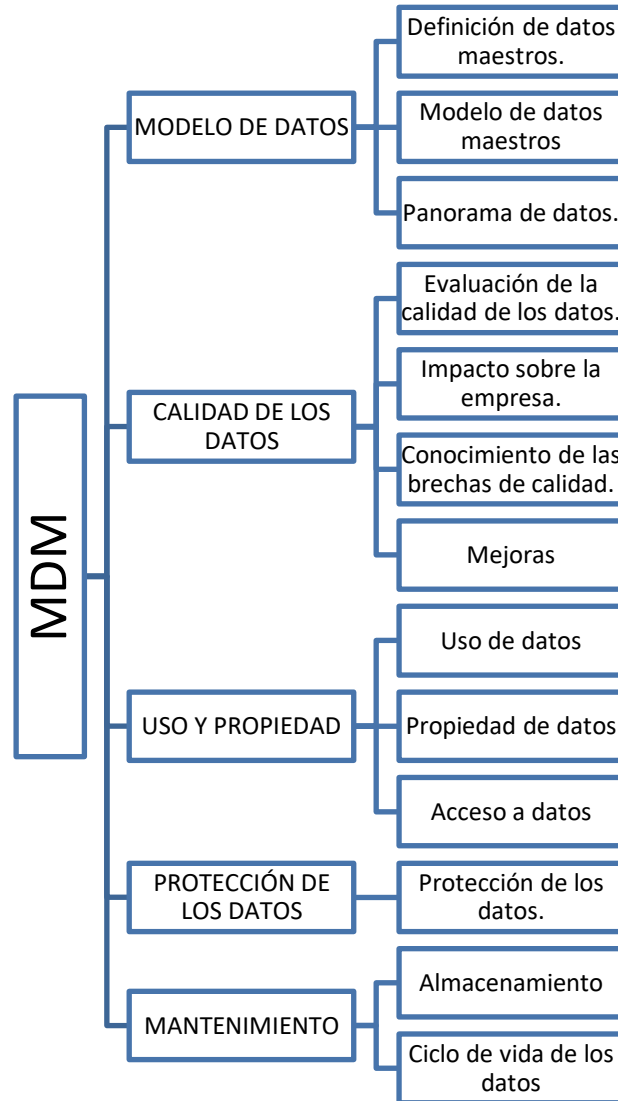 MDM
MODELO DE DATOS
Definición de datos
maestros.
Modelo de datos
maestros
Panorama de datos.
CALIDAD DE LOS
DATOS
Evaluación de la
calidad de los datos.
Impacto sobre la
empresa.
Conocimiento de las
brechas de calidad.
Mejoras
USO Y PROPIEDAD
Uso de datos
Propiedad de datos
Acceso a datos
PROTECCIÓN DE
LOS DATOS
Protección de los
datos.
MANTENIMIENTO
Almacenamiento
Ciclo de vida de los
datos